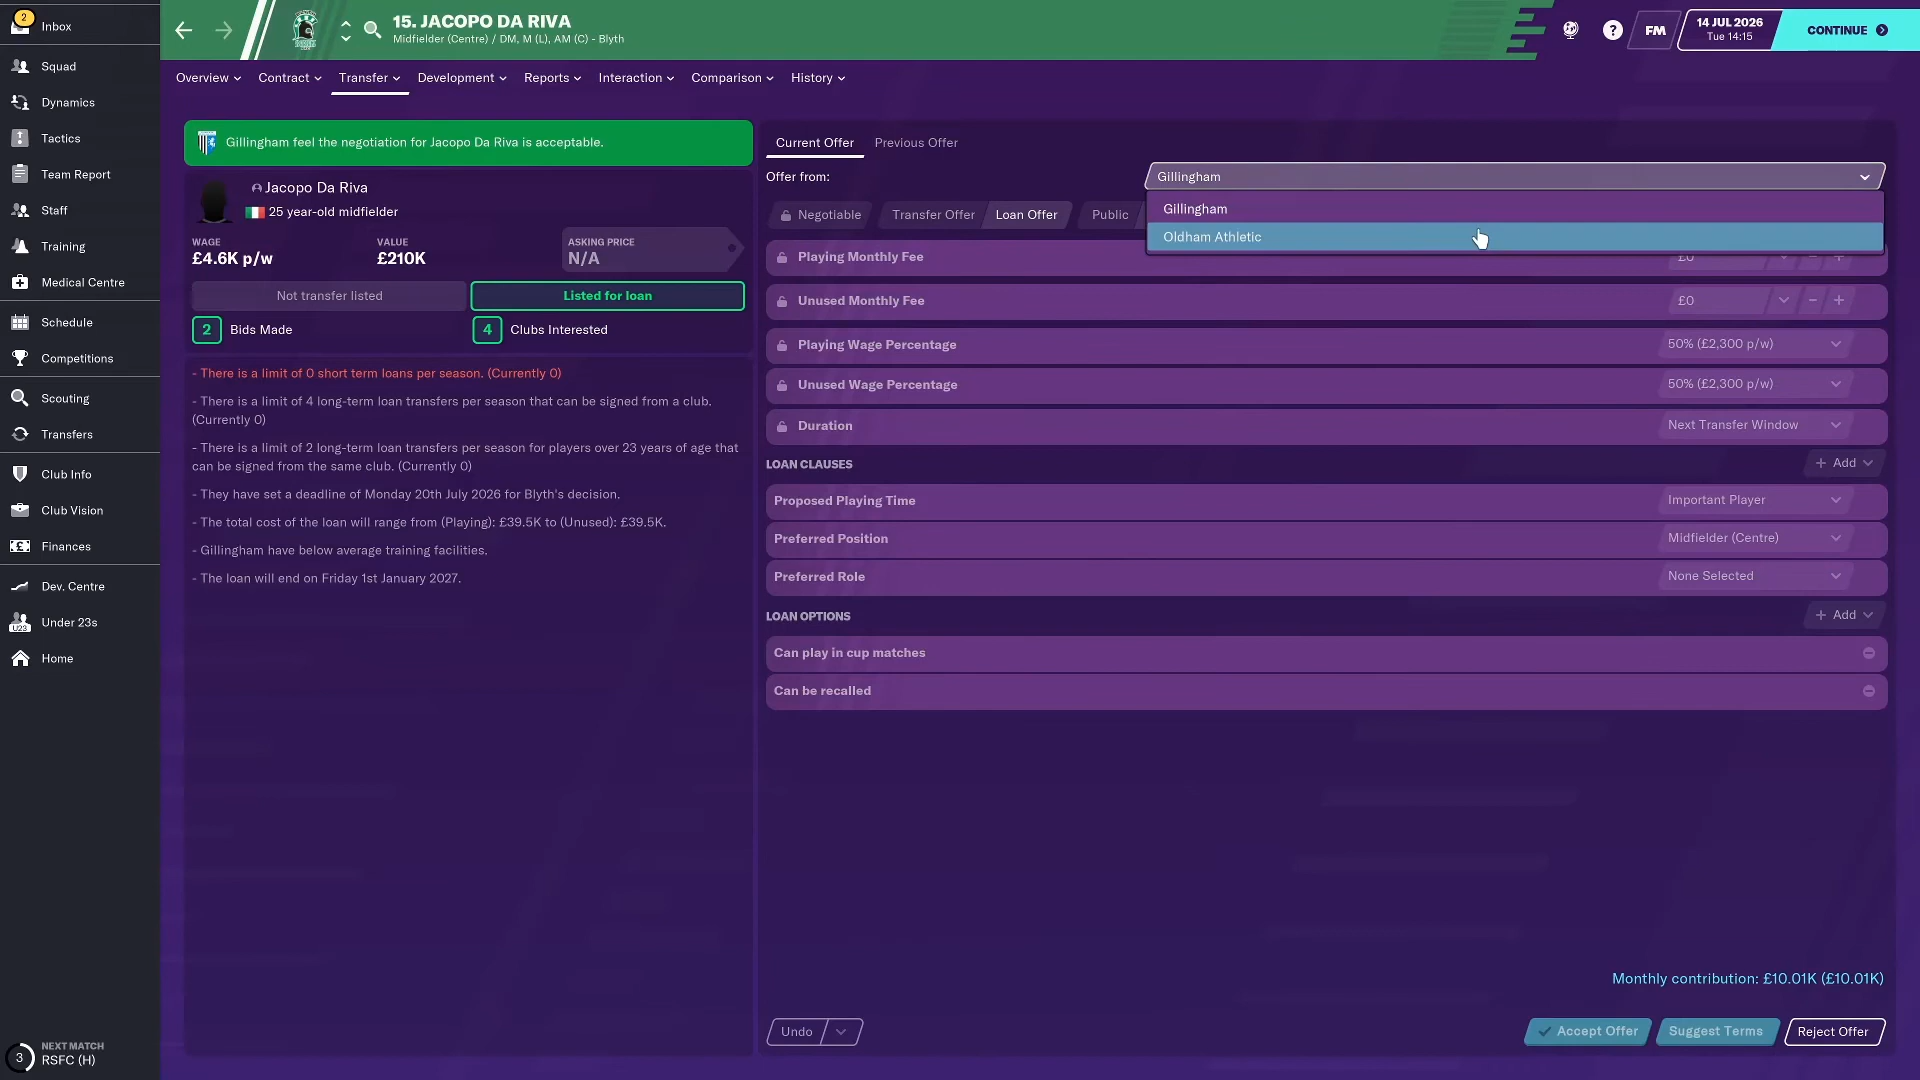 2
Inbox
Squad
Dynamics
Tactics
Team Report
Staff
Training
Medical Centre
Schedule
Competitions
Scouting
Transfers
Club Info
Club Vision
Finances
Dev. Centre
U23
Under 23s
Home
3
NEXT MATCH
RSFC (H)
15. JACOPO DA RIVA
Midfielder (Centre) / DM, M (L), AM (C) - Blyth
?
FM
14 JUL 2026
Tue 14:15
CONTINUE
Overview
Contract
Transfer
Development
Reports
Interaction
Comparison
History
Gillingham feel the negotiation for Jacopo Da Riva is acceptable.
Jacopo Da Riva
25 year-old midfielder
WAGE
£4.6K p/w
VALUE
£210K
ASKING PRICE
N/A
Not transfer listed
Listed for loan
2 Bids Made
4 Clubs Interested
- There is a limit of 0 short term loans per season. (Currently 0)
- There is a limit of 4 long-term loan transfers per season that can be signed from a club.
(Currently 0)
- There is a limit of 2 long-term loan transfers per season for players over 23 years of age that
can be signed from the same club. (Currently 0)
- They have set a deadline of Monday 20th July 2026 for Blyth's decision.
- The total cost of the loan will range from (Playing): £39.5K to (Unused): £39.5K.
- Gillingham have below average training facilities.
- The loan will end on Friday 1st January 2027.
Current Offer
Previous Offer
Offer from:
Gillingham
Gillingham
Oldham Athletic
Negotiable
Transfer Offer
Loan Offer
Public
Playing Monthly Fee
£0
Unused Monthly Fee
£0
Playing Wage Percentage
50% (£2,300 p/w)
Unused Wage Percentage
50% (£2,300 p/w)
Duration
Next Transfer Window
LOAN CLAUSES
+ Add
Proposed Playing Time
Important Player
Preferred Position
Midfielder (Centre)
Preferred Role
None Selected
LOAN OPTIONS
+ Add
Can play in cup matches
Can be recalled
Monthly contribution: £10.01K (£10.01K)
Undo
Accept Offer
Suggest Terms
Reject Offer